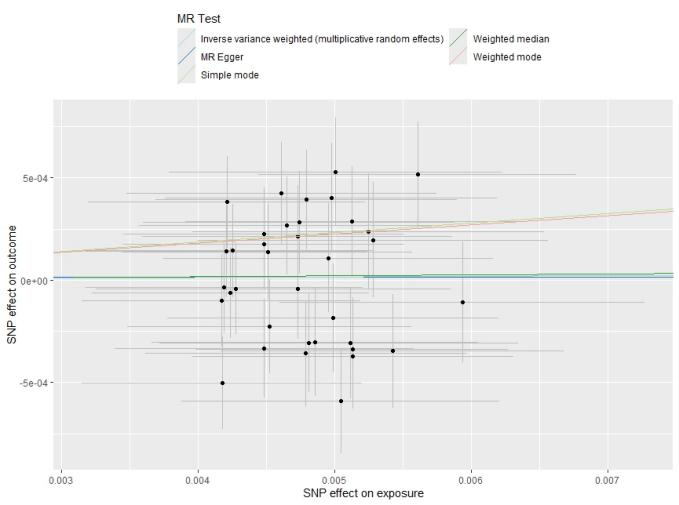 MR Test
Inverse variance weighted (multiplicative random effects)
Weighted median
MR Egger
Weighted mode
Simple mode
SNP effect on outcome
5e-04
0e+00
-5e-04
0.003 0.004 0.005 0.006 0.007
SNP effect on exposure